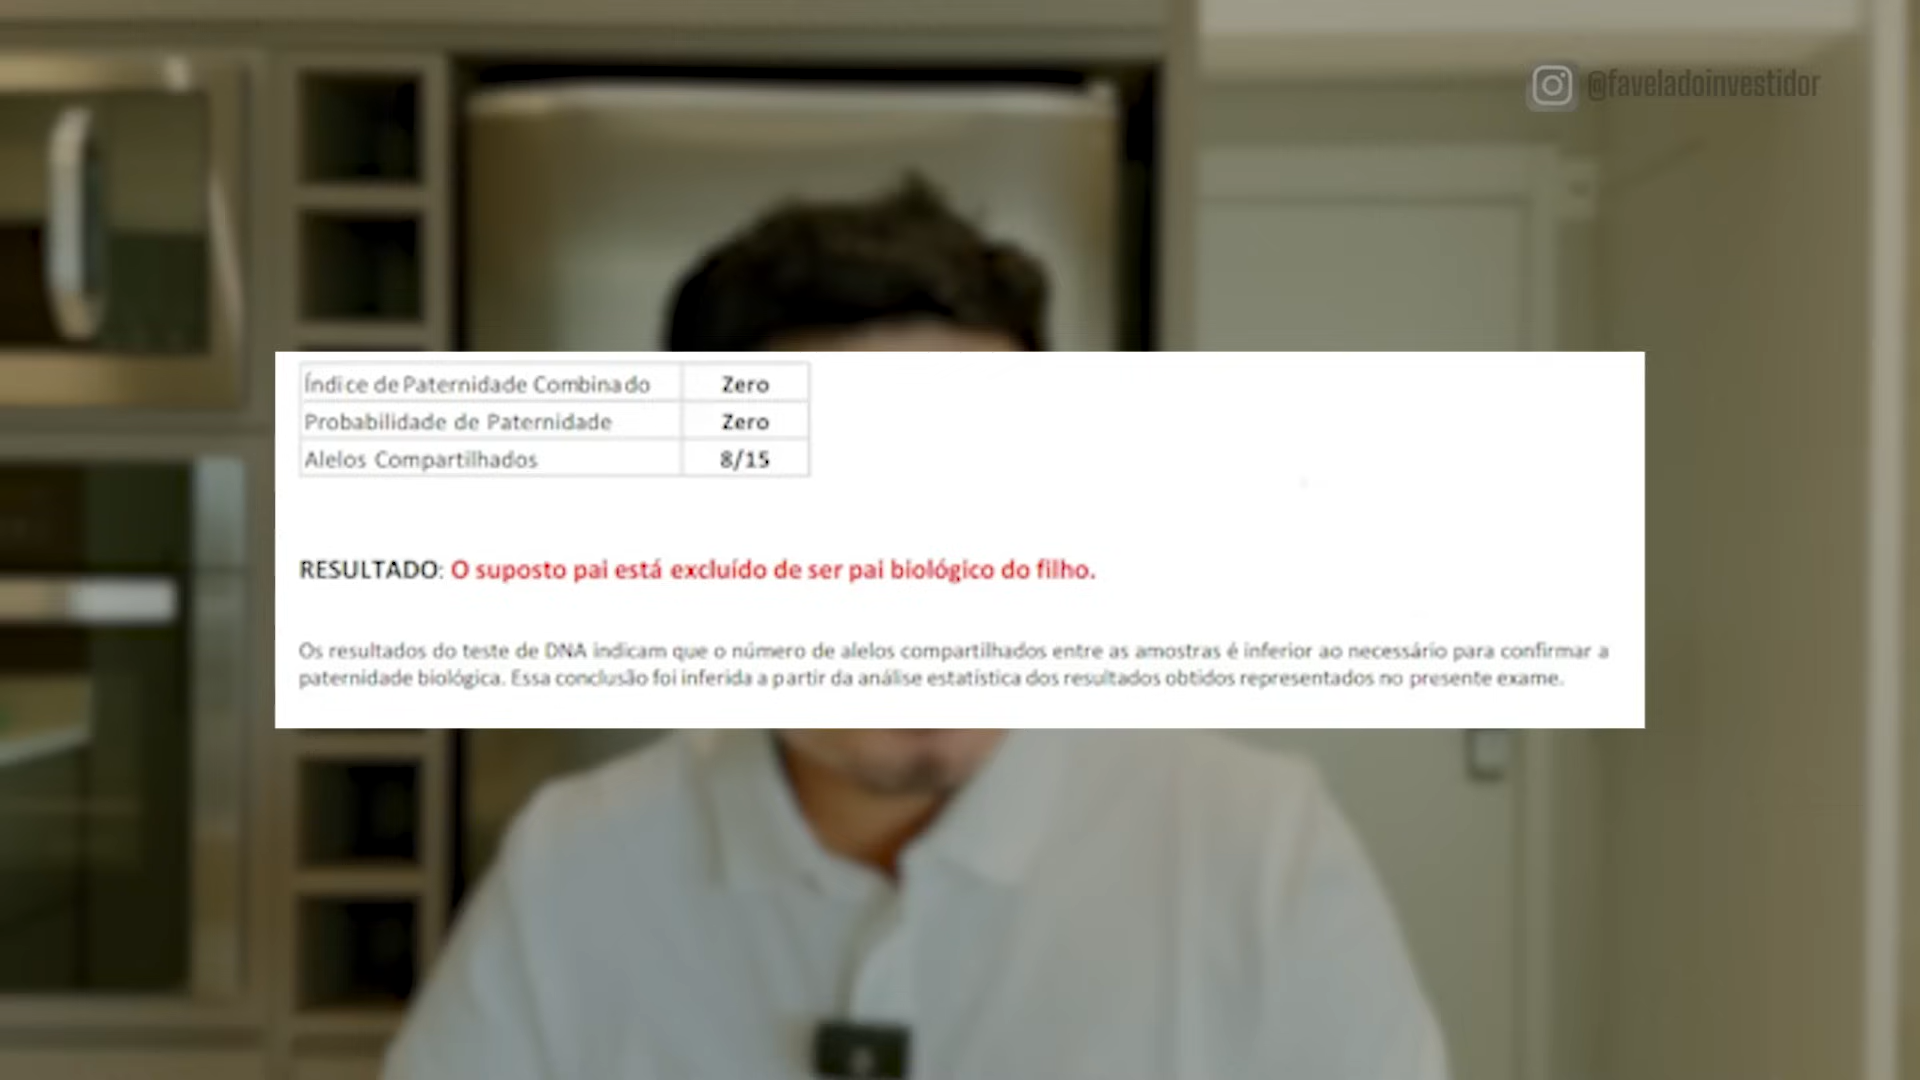 @faveladoinvestidor
Índice de Paternidade Combinado Zero
Probabilidade de Paternidade Zero
Alelos Compartilhados 8/15
RESULTADO: O suposto pai está excluído de ser pai biológico do filho.
Os resultados do teste de DNA indicam que o número de alelos compartilhados entre as amostras é inferior ao necessário para confirmar a
paternidade biológica. Essa conclusão foi inferida a partir da análise estatística dos resultados obtidos representados no presente exame.